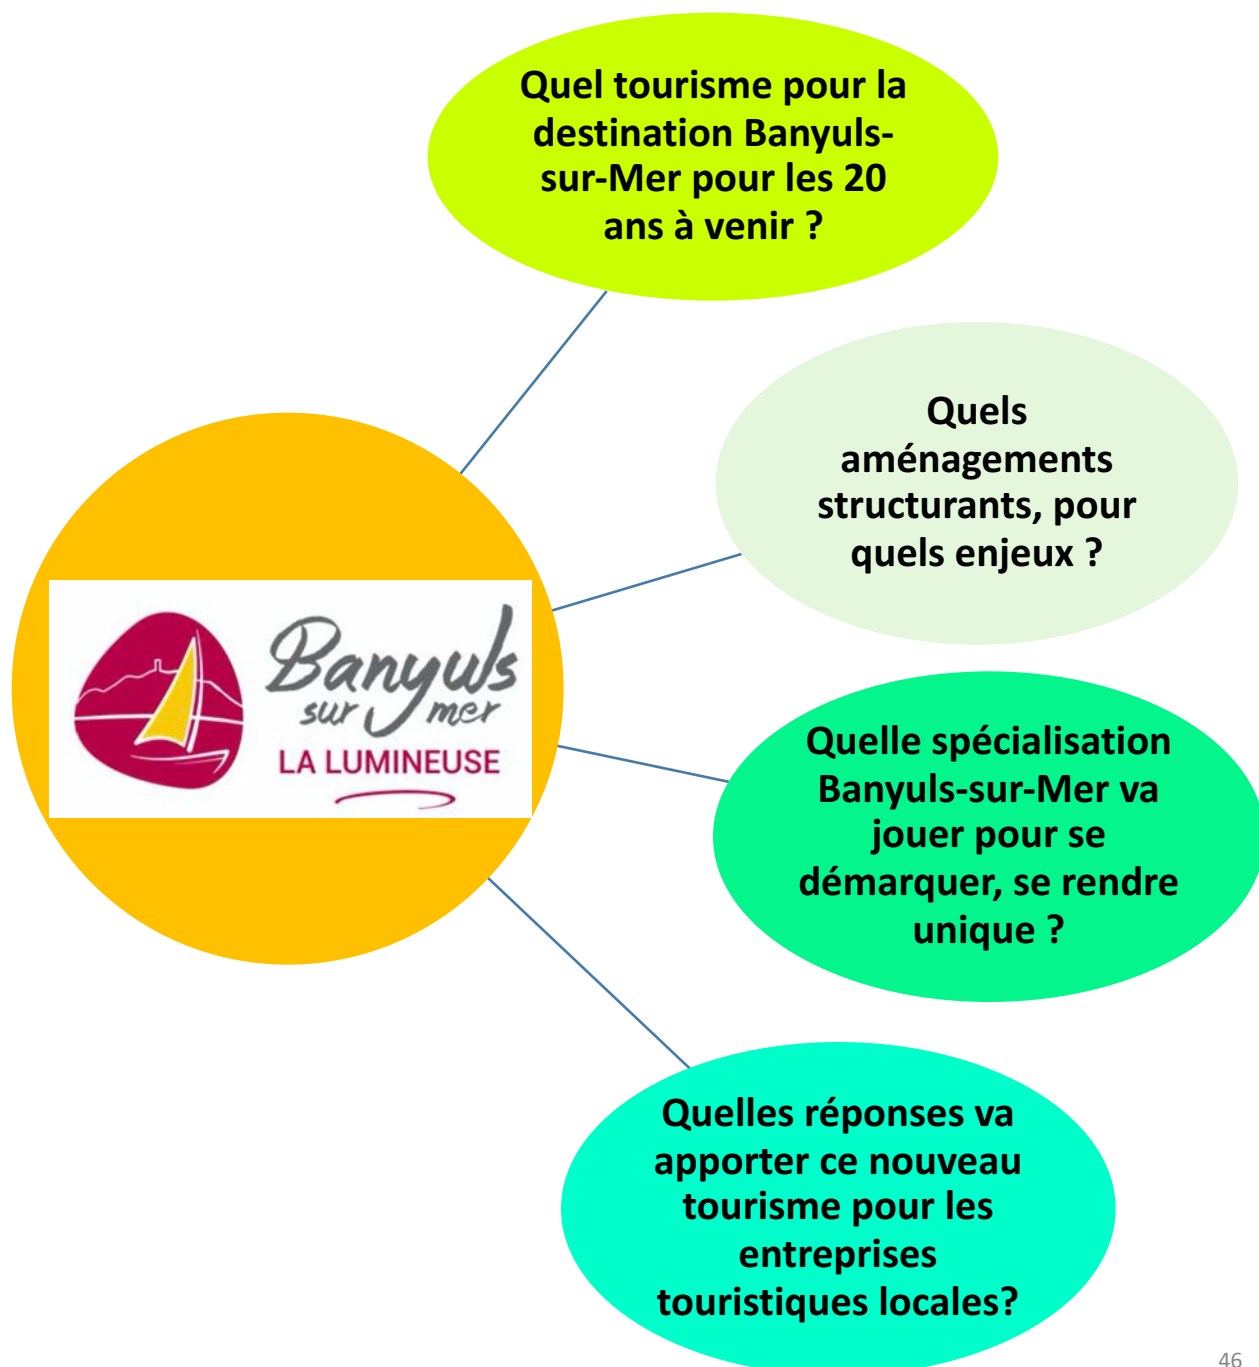 Quel tourisme pour la
destination Banyuls-
sur-Mer pour les 20
ans à venir ?
Quels
aménagements
structurants, pour
quels enjeux ?
Banyuls
sur mer
LA LUMINEUSE
Quelle spécialisation
Banyuls-sur-Mer va
jouer pour se
démarquer, se rendre
unique ?
Quelles réponses va
apporter ce nouveau
tourisme pour les
entreprises
touristiques locales?
46